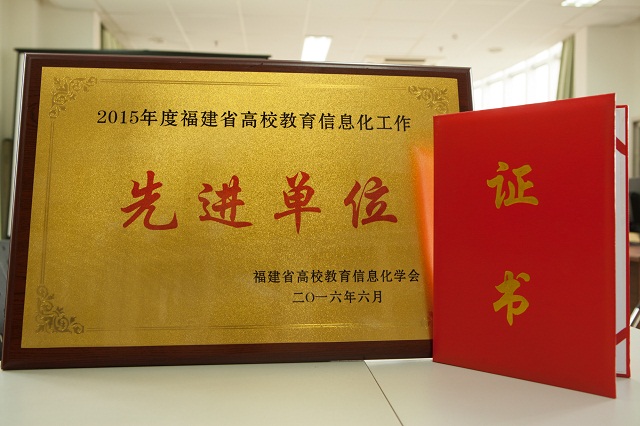 2015年度福建省高校教育信息化工作
先进单位
福建省高校教育信息化学会
二〇一六年六月
证书